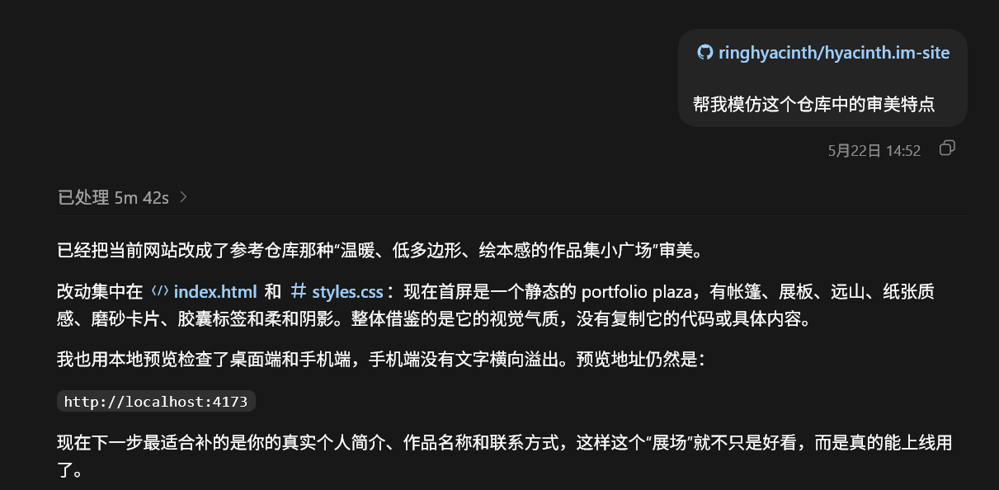 ringhyacinth/hyacinth.im-site
帮我模仿这个仓库中的审美特点
5月22日 14:52
已处理 5m 42s
已经把当前网站改成了参考仓库那种“温暖、低多边形、绘本感的作品集小广场”审美。
改动集中在 index.html 和 styles.css：现在首屏是一个静态的 portfolio plaza，有帐篷、展板、远山、纸张质
感、磨砂卡片、胶囊标签和柔和阴影。整体借鉴的是它的视觉气质，没有复制它的代码或具体内容。
我也用本地预览检查了桌面端和手机端，手机端没有文字横向溢出。预览地址仍然是：
http://localhost:4173
现在下一步最适合补的是你的真实个人简介、作品名称和联系方式，这样这个“展场”就不只是好看，而是真的能上线用
了。